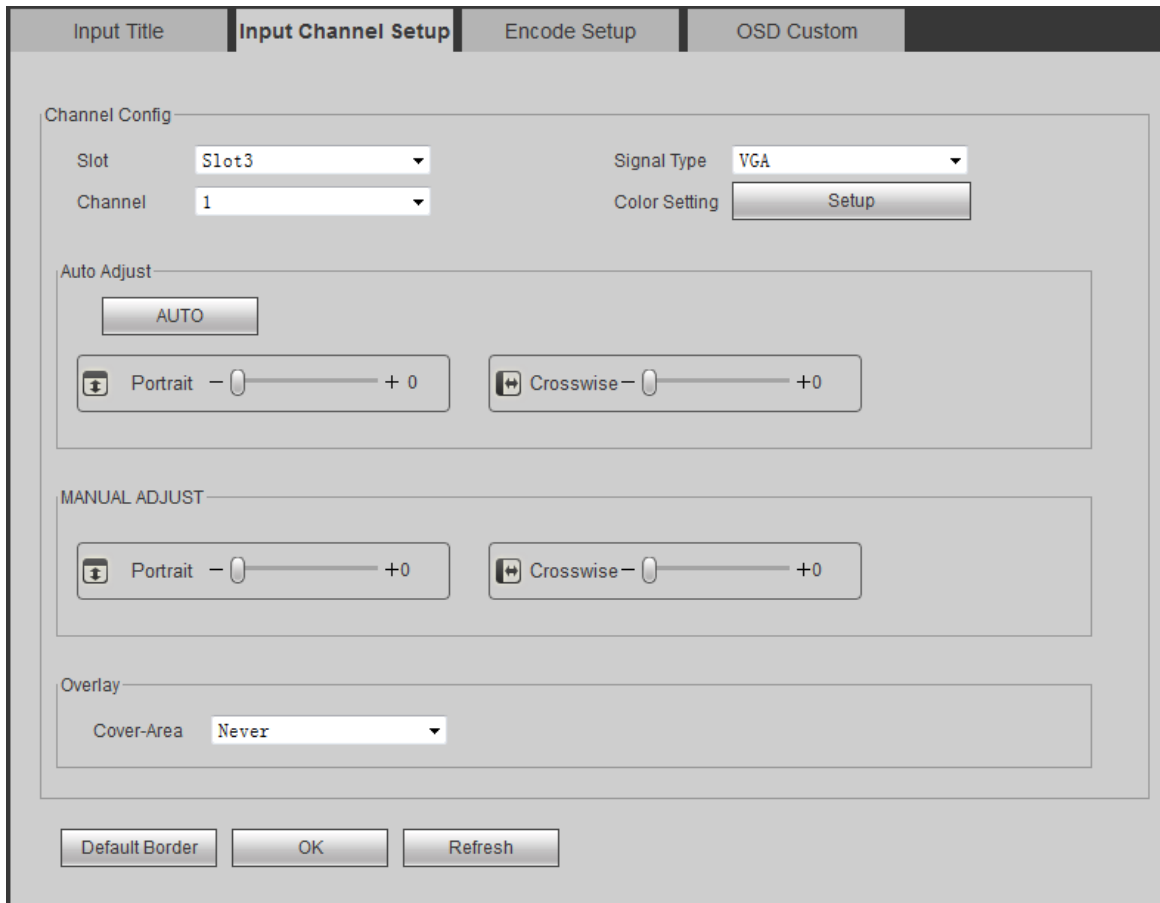 Input Title Input Channel Setup Encode Setup OSD Custom
Channel Config
Slot Slot3 Signal Type VGA
Channel 1 Color Setting Setup
Auto Adjust
AUTO
Portrait − + 0 Crosswise − +0
MANUAL ADJUST
Portrait − +0 Crosswise − +0
Overlay
Cover-Area Never
Default Border OK Refresh